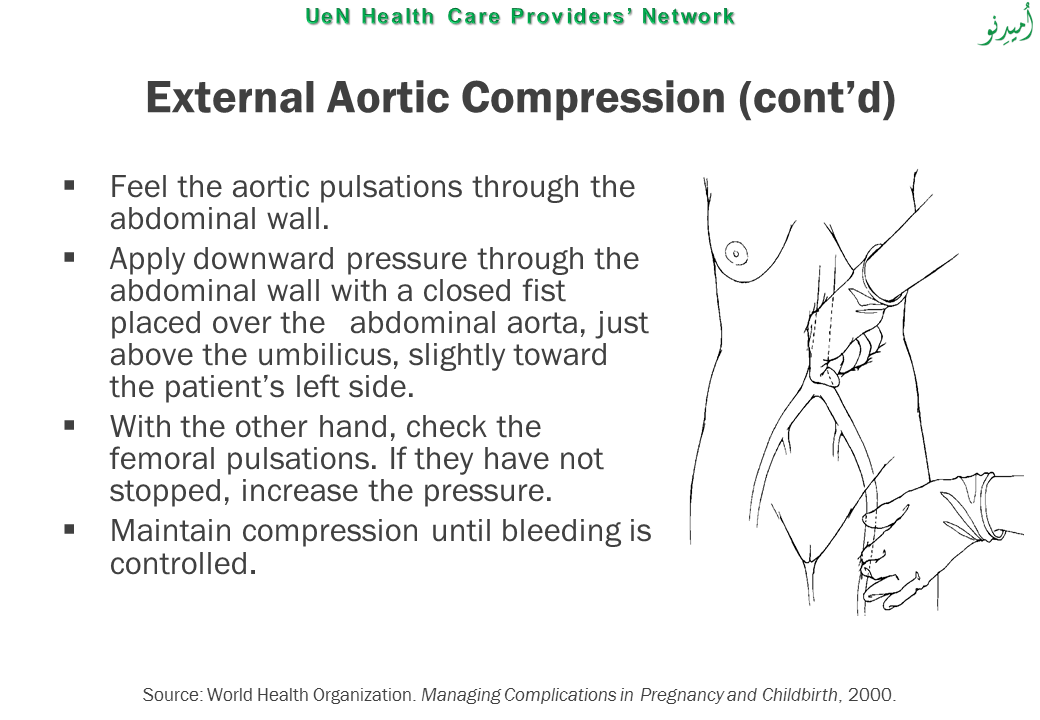 UeN Health Care Providers’ Network
اُمیدِنو
External Aortic Compression (cont’d)
▪ Feel the aortic pulsations through the
abdominal wall.
▪ Apply downward pressure through the
abdominal wall with a closed fist
placed over the abdominal aorta, just
above the umbilicus, slightly toward
the patient’s left side.
▪ With the other hand, check the
femoral pulsations. If they have not
stopped, increase the pressure.
▪ Maintain compression until bleeding is
controlled.
Source: World Health Organization. Managing Complications in Pregnancy and Childbirth, 2000.